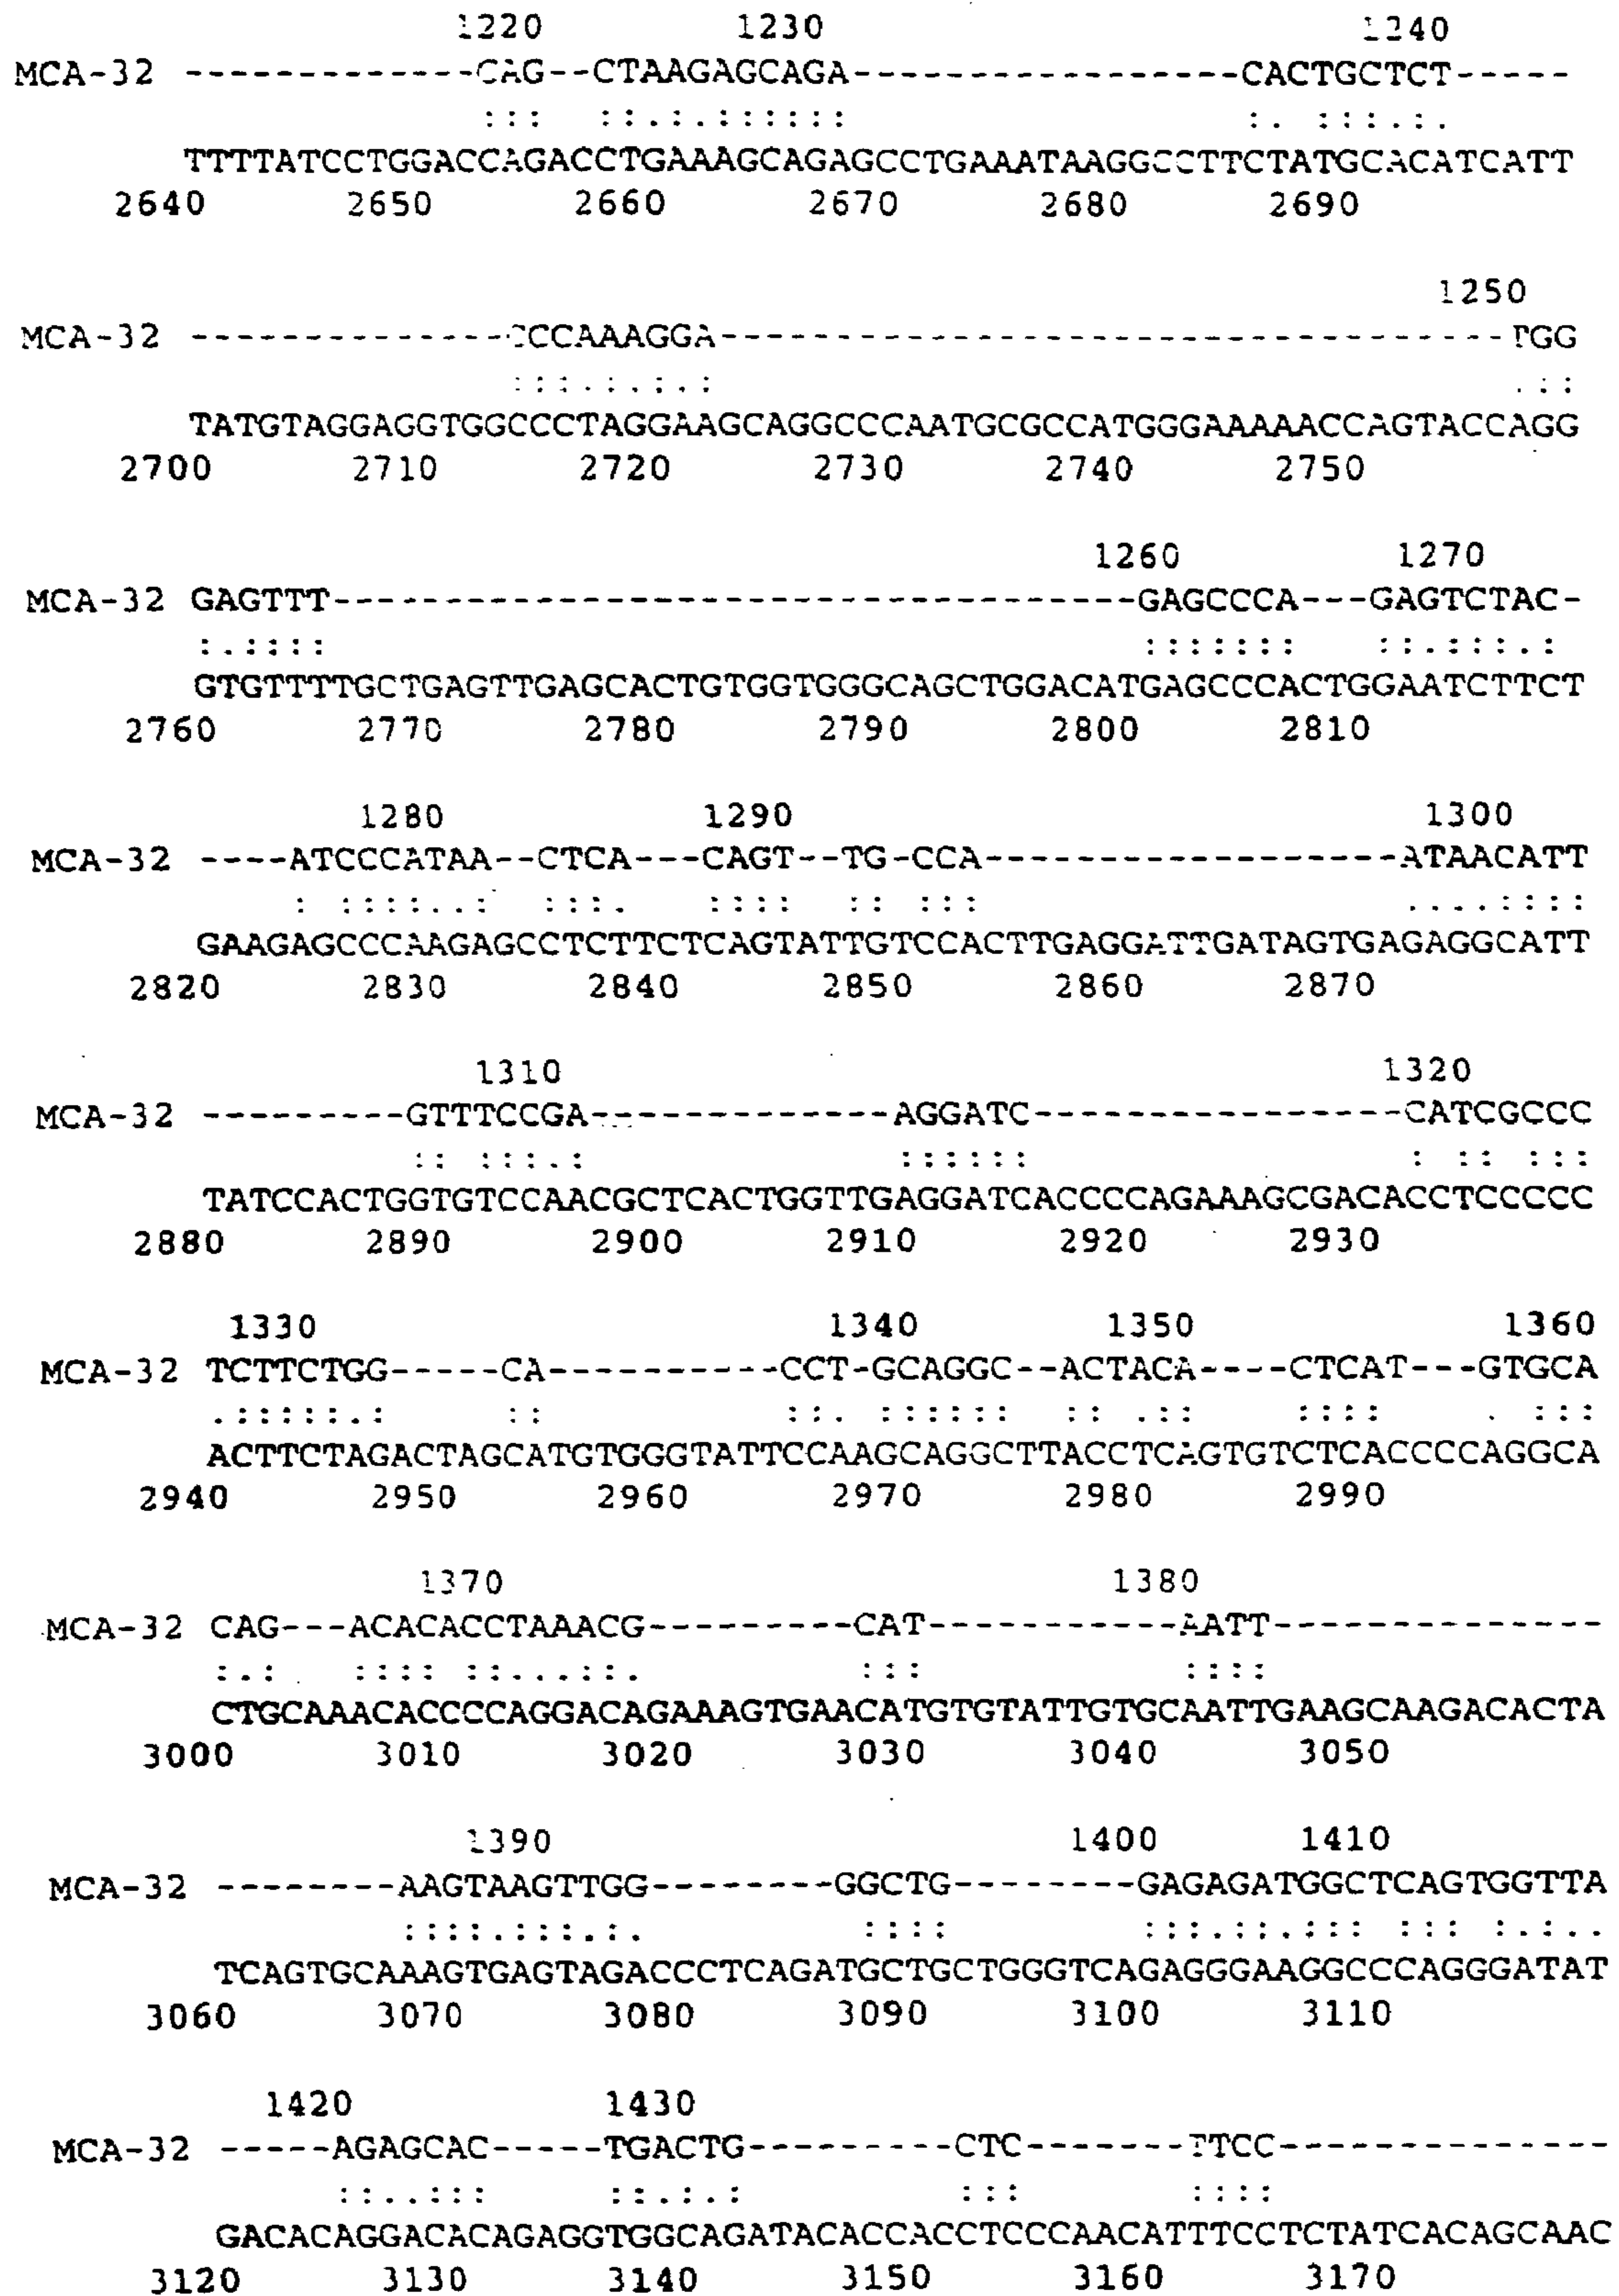 1220 1230 1240
MCA-32 -------------CAG--CTAAGAGCAGA-----------------CACTGCTCT-----
::: ::.:.:::::: :. :::.:.
TTTTATCCTGGACCAGACCTGAAAGCAGAGCCTGAAATAAGGCCTTCTATGCACATCATT
2640 2650 2660 2670 2680 2690
1250
MCA-32 --------------CCCAAAGGA-----------------------------------TGG
:::.:.:.: .::
TATGTAGGAGGTGGCCCTAGGAAGCAGGCCCAATGCGCCATGGGAAAAACCAGTACCAGG
2700 2710 2720 2730 2740 2750
1260 1270
MCA-32 GAGTTT-----------------------------------GAGCCCA---GAGTCTAC-
:.:::: ::::::: ::.:::.:
GTGTTTTGCTGAGTTGAGCACTGTGGTGGGCAGCTGGACATGAGCCCACTGGAATCTTCT
2760 2770 2780 2790 2800 2810
1280 1290 1300
MCA-32 ----ATCCCATAA--CTCA---CAGT--TG-CCA------------------ATAACATT
: ::::..: :::. :::: :: ::: ....::::
GAAGAGCCCAAGAGCCTCTTCTCAGTATTGTCCACTTGAGGATTGATAGTGAGAGGCATT
2820 2830 2840 2850 2860 2870
1310 1320
MCA-32 ---------GTTTCCGA-------------AGGATC----------------CATCGCCC
:: :::.: :::::: : :: :::
TATCCACTGGTGTCCAACGCTCACTGGTTGAGGATCACCCCAGAAAGCGACACCTCCCCC
2880 2890 2900 2910 2920 2930
1330 1340 1350 1360
MCA-32 TCTTCTGG-----CA----------CCT-GCAGGC--ACTACA----CTCAT---GTGCA
.:::::.: :: ::. :::::: :: .:: :::: . :::
ACTTCTAGACTAGCATGTGGGTATTCCAAGCAGGCTTACCTCAGTGTCTCACCCCAGGCA
2940 2950 2960 2970 2980 2990
1370 1380
MCA-32 CAG---ACACACCTAAACG---------CAT-----------AATT--------------
:.: :::: ::...::. ::: ::::
CTGCAAACACCCCAGGACAGAAAGTGAACATGTGTATTGTGCAATTGAAGCAAGACACTA
3000 3010 3020 3030 3040 3050
1390 1400 1410
MCA-32 --------AAGTAAGTTGG--------GGCTG--------GAGAGATGGCTCAGTGGTTA
::::.:::.:. :::: :::.::.::: ::: :.:..
TCAGTGCAAAGTGAGTAGACCCTCAGATGCTGCTGGGTCAGAGGGAAGGCCCAGGGATAT
3060 3070 3080 3090 3100 3110
1420 1430
MCA-32 -----AGAGCAC-----TGACTG---------CTC-------TTCC--------------
::..::: ::.:.: ::: ::::
GACACAGGACACAGAGGTGGCAGATACACCACCTCCCAACATTTCCTCTATCACAGCAAC
3120 3130 3140 3150 3160 3170